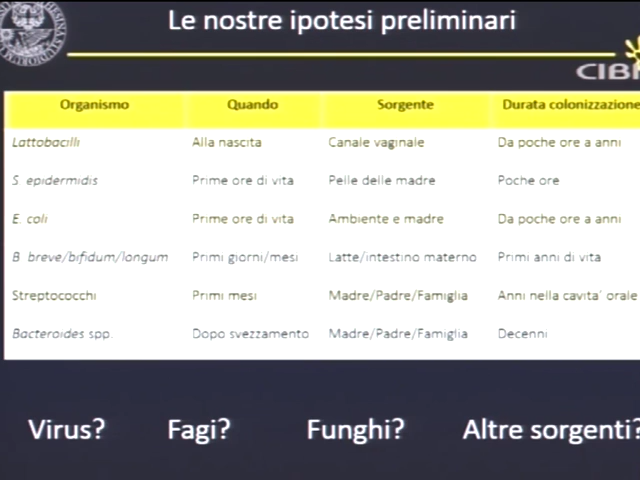 Le nostre ipotesi preliminari
CIBI
Organismo Quando Sorgente Durata colonizzazione
Lattobacilli Alla nascita Canale vaginale Da poche ore a anni
S. epidermidis Prime ore di vita Pelle delle madre Poche ore
E. coli Prime ore di vita Ambiente e madre Da poche ore a anni
B. breve/bifidum/longum Primi giorni/mesi Latte/intestino materno Primi anni di vita
Streptococchi Primi mesi Madre/Padre/Famiglia Anni nella cavita' orale
Bacteroides spp. Dopo svezzamento Madre/Padre/Famiglia Decenni
Virus? Fagi? Funghi? Altre sorgenti?